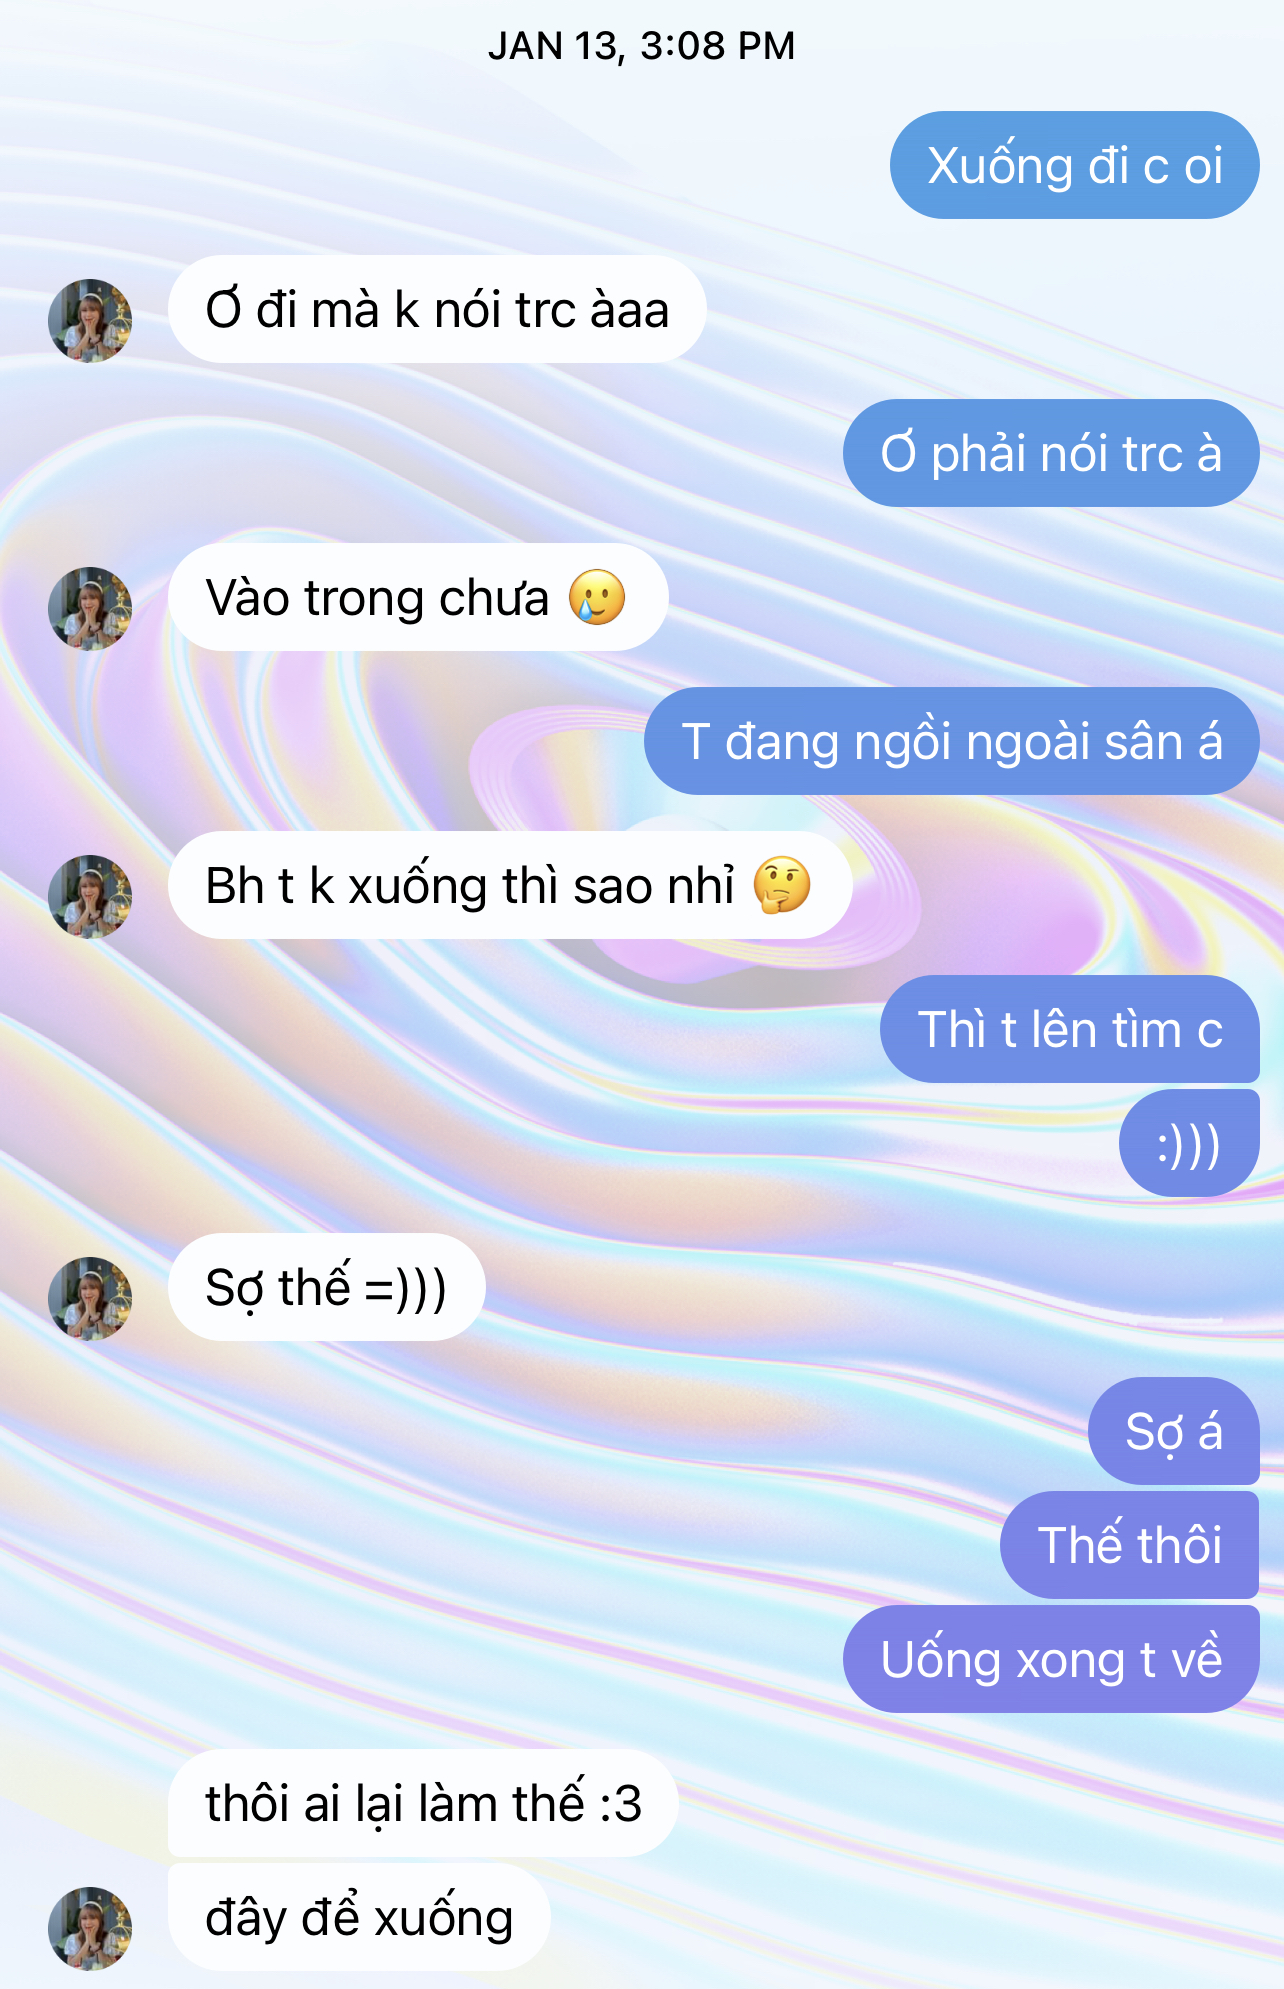 JAN 13, 3:08 PM
Xuống đi c oi
Ơ đi mà k nói trc àaa
Ơ phải nói trc à
Vào trong chưa 🥲
T đang ngồi ngoài sân á
Bh t k xuống thì sao nhỉ 🤔
Thì t lên tìm c
:)))
Sợ thế =)))
Sợ á
Thế thôi
Uống xong t về
thôi ai lại làm thế :3
đây để xuống